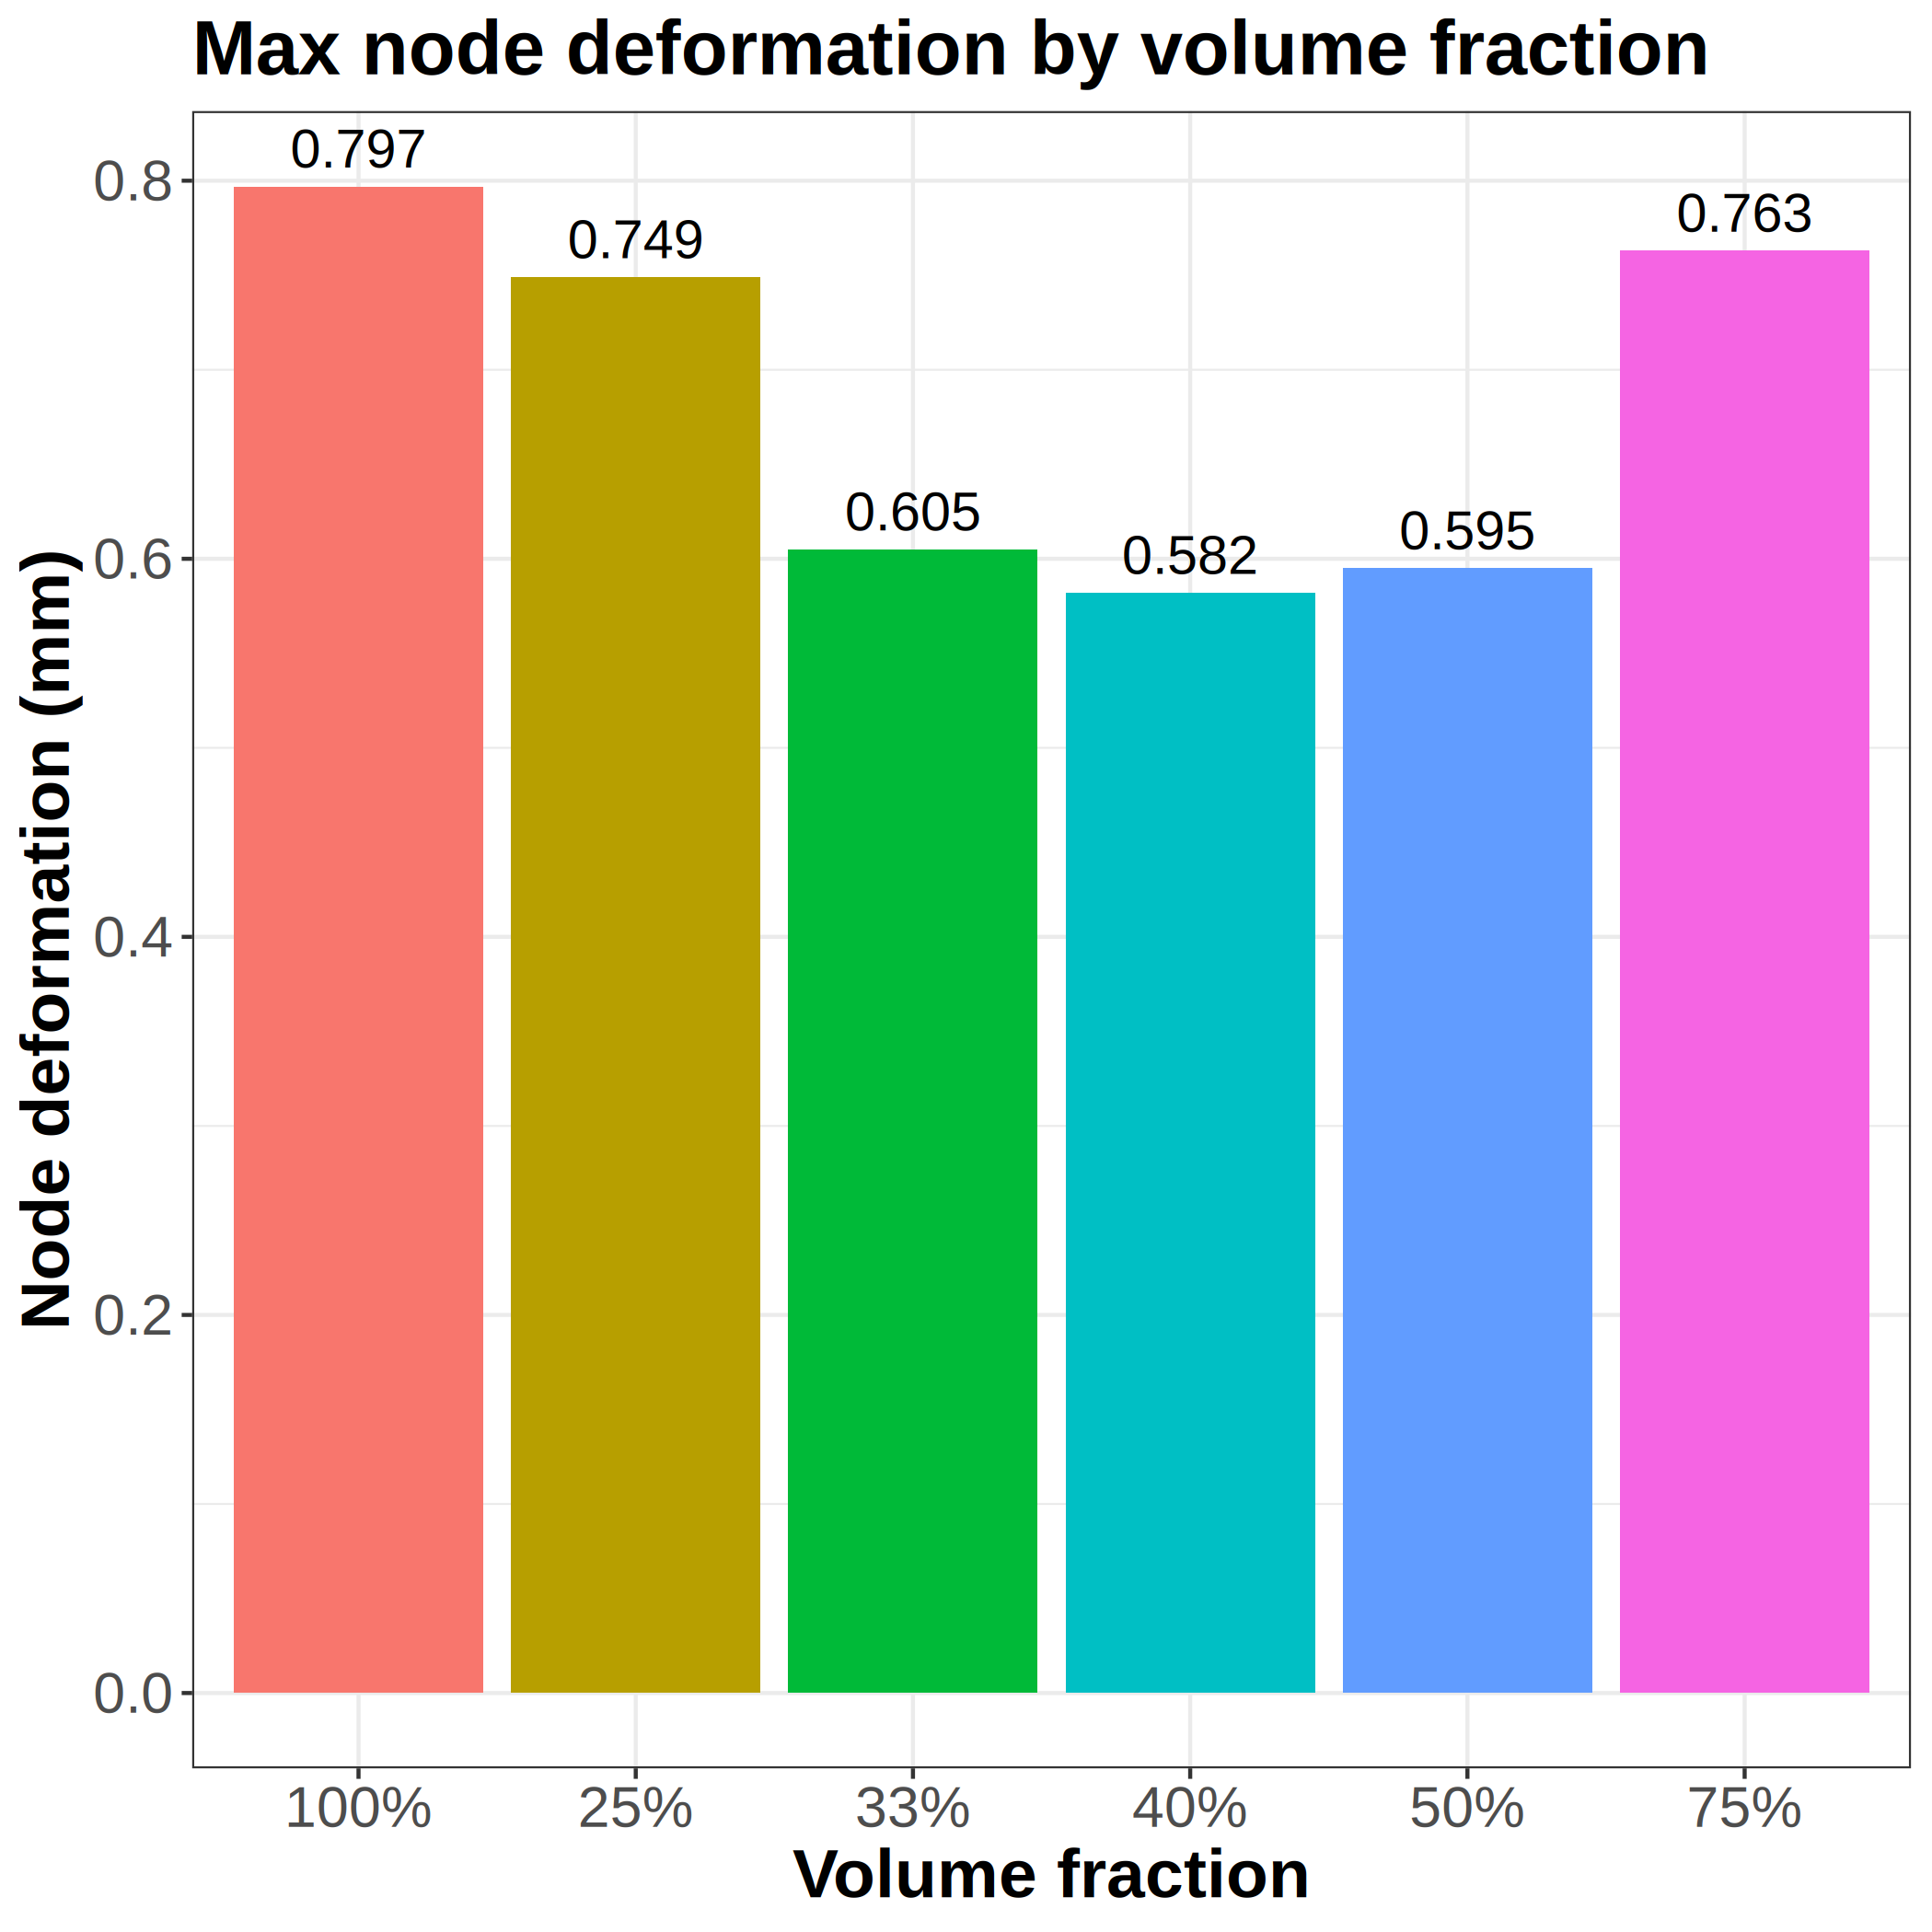 Max node deformation by volume fraction
0.797
0.749
0.605
0.582
0.595
0.763
Node deformation (mm)
0.8
0.6
0.4
0.2
0.0
100% 25% 33% 40% 50% 75%
Volume fraction